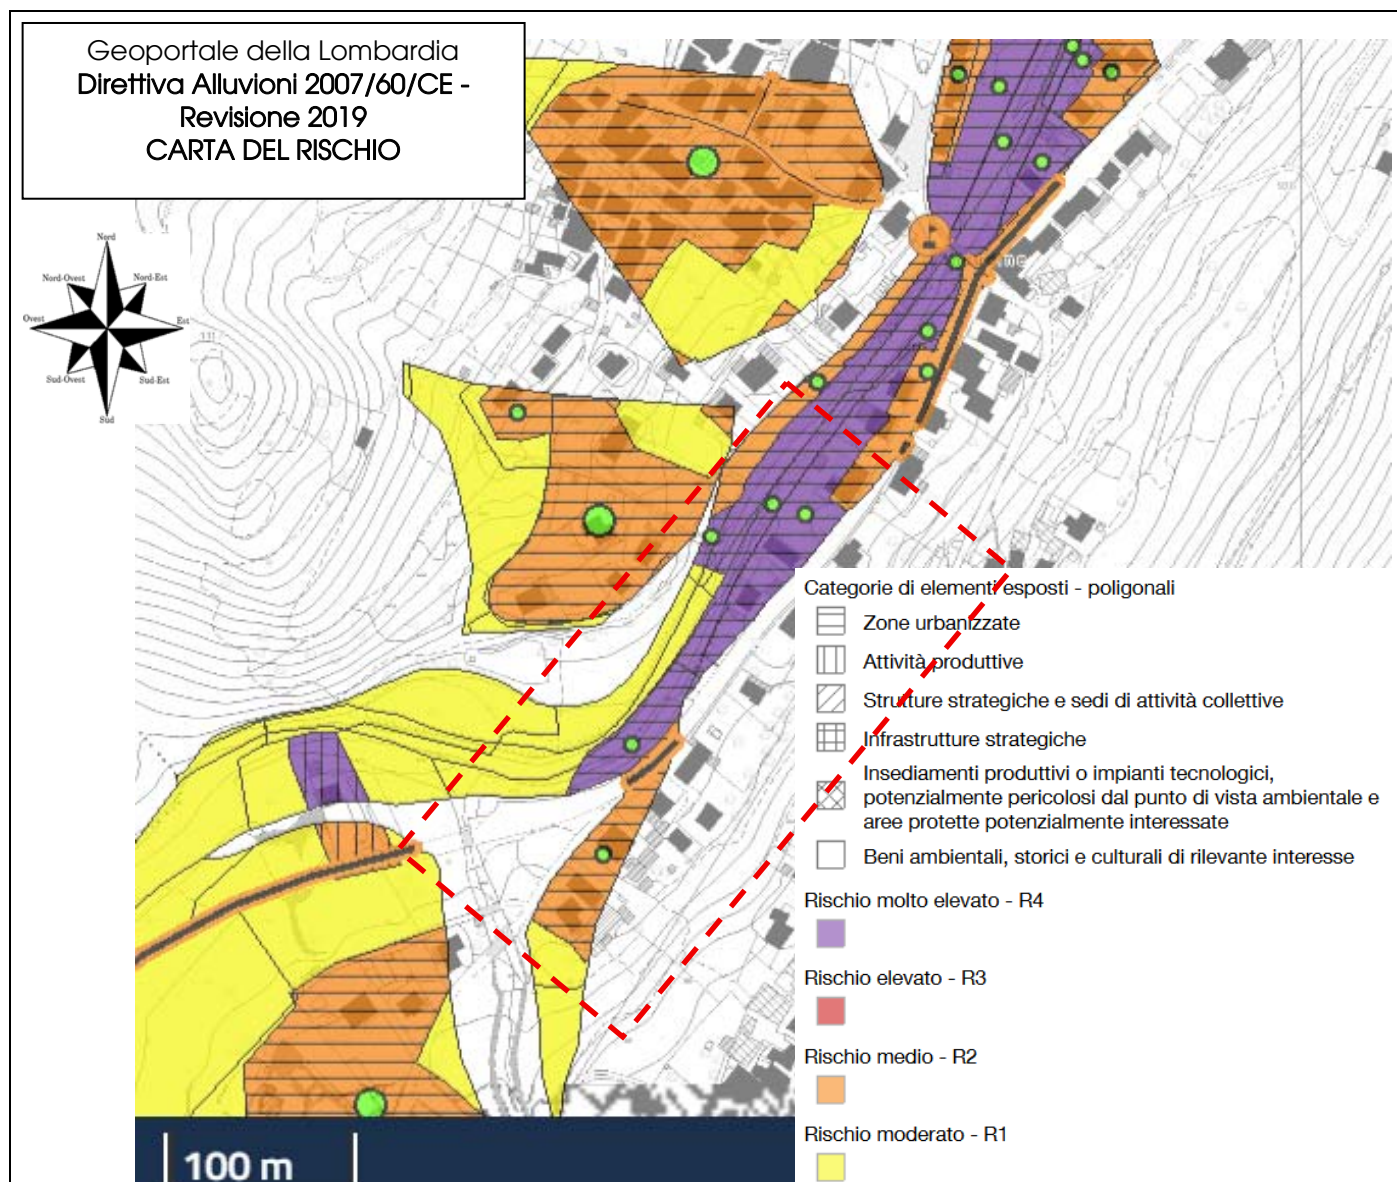 Geoportale della Lombardia
Direttiva Alluvioni 2007/60/CE -
Revisione 2019
CARTA DEL RISCHIO
Nord
Nord-Ovest
Nord-Est
Ovest
Est
Sud-Ovest
Sud-Est
Sud
Categorie di elementi esposti - poligonali
Zone urbanizzate
Attività produttive
Strutture strategiche e sedi di attività collettive
Infrastrutture strategiche
Insediamenti produttivi o impianti tecnologici,
potenzialmente pericolosi dal punto di vista ambientale e
aree protette potenzialmente interessate
Beni ambientali, storici e culturali di rilevante interesse
Rischio molto elevato - R4
Rischio elevato - R3
Rischio medio - R2
Rischio moderato - R1
100 m